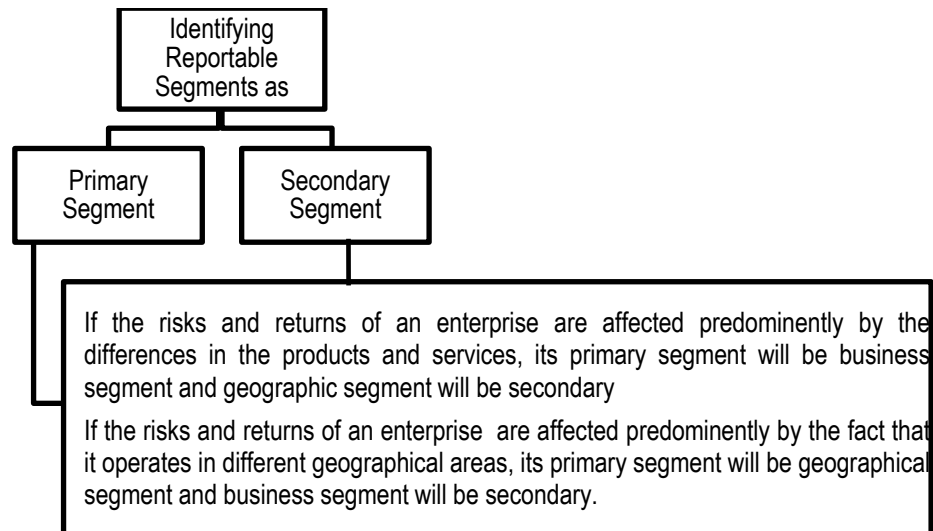 Identifying
Reportable
Segments as
Primary
Segment
Secondary
Segment
If the risks and returns of an enterprise are affected predominently by the
differences in the products and services, its primary segment will be business
segment and geographic segment will be secondary
If the risks and returns of an enterprise are affected predominently by the fact that
it operates in different geographical areas, its primary segment will be geographical
segment and business segment will be secondary.